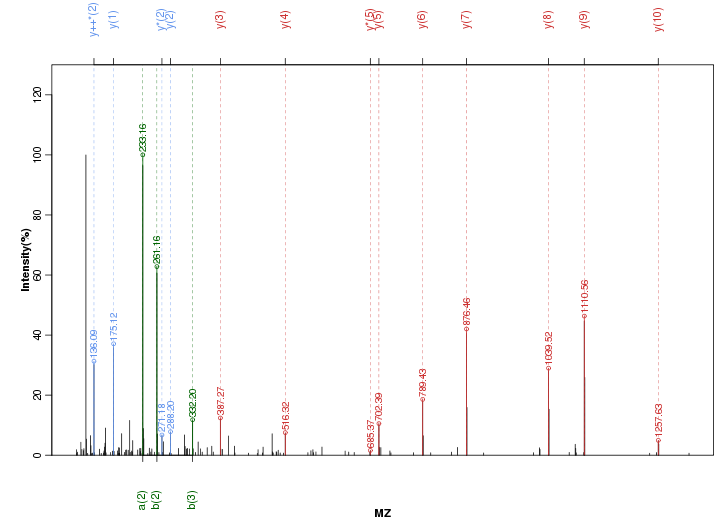 y++*(2)
y(1)
y*(2)
y(2)
y(3)
y(4)
y*(5)
y(5)
y(6)
y(7)
y(8)
y(9)
y(10)
Intensity(%)
0
20
40
60
80
100
120
136.09
175.12
233.16
261.16
271.18
288.20
332.20
387.27
516.32
685.37
702.39
789.43
876.46
1039.52
1110.56
1257.63
a(2)
b(2)
b(3)
MZ